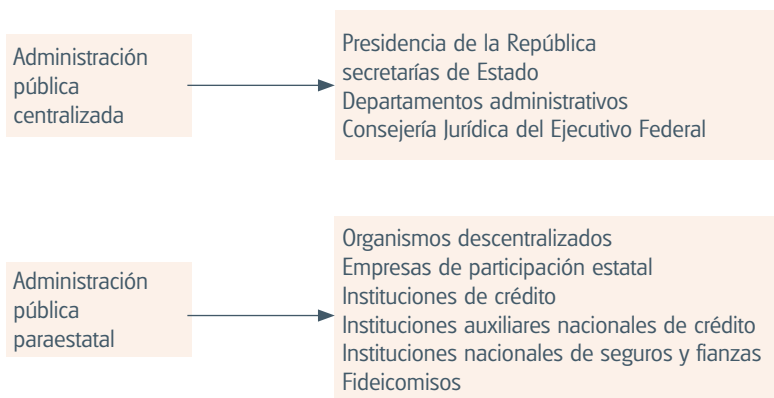 Administración
pública
centralizada
Presidencia de la República
secretarías de Estado
Departamentos administrativos
Consejería Jurídica del Ejecutivo Federal
Administración
pública
paraestatal
Organismos descentralizados
Empresas de participación estatal
Instituciones de crédito
Instituciones auxiliares nacionales de crédito
Instituciones nacionales de seguros y fianzas
Fideicomisos